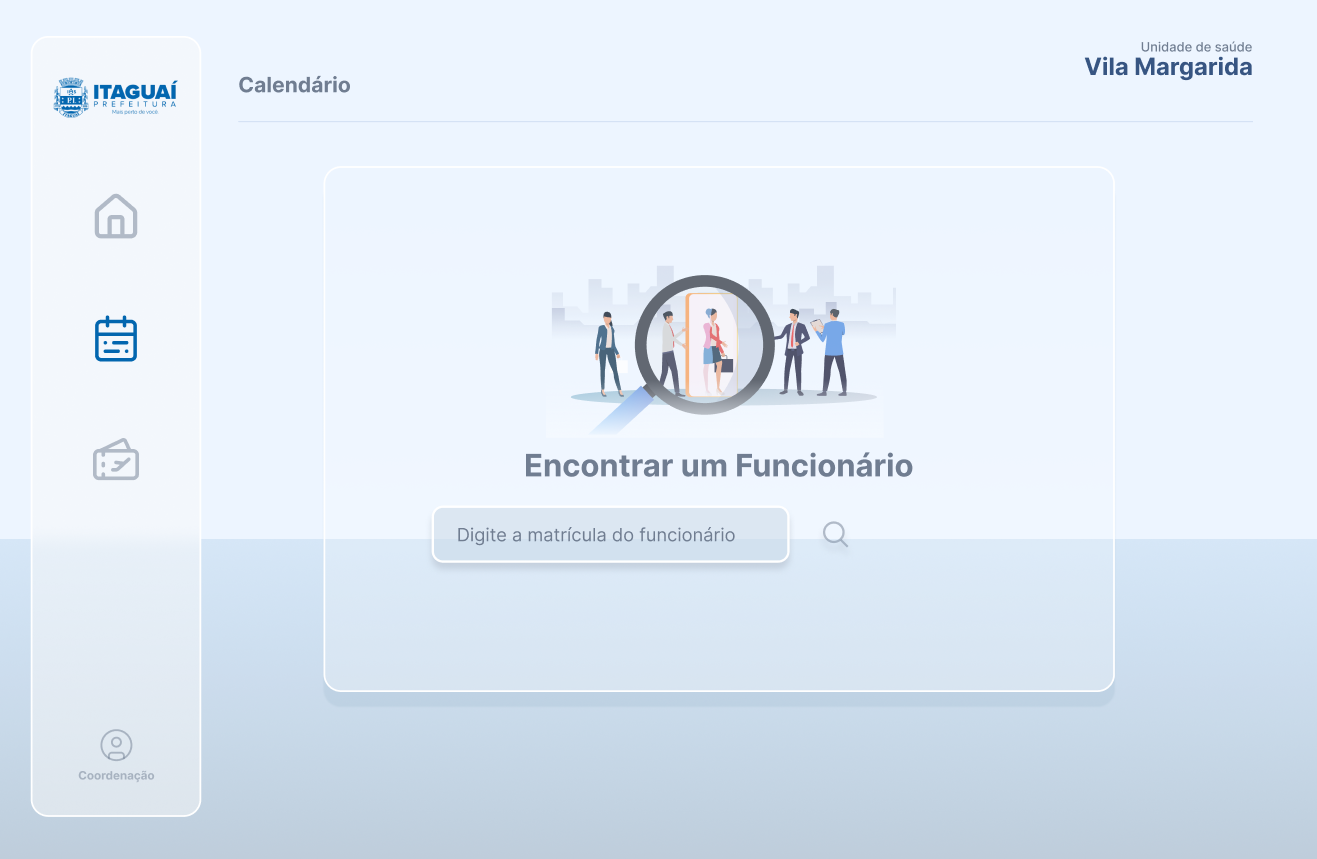 ITAGUAÍ
PREFEITURA
Mais perto de você
Calendário
Unidade de saúde
Vila Margarida
Encontrar um Funcionário
Digite a matrícula do funcionário
Coordenação